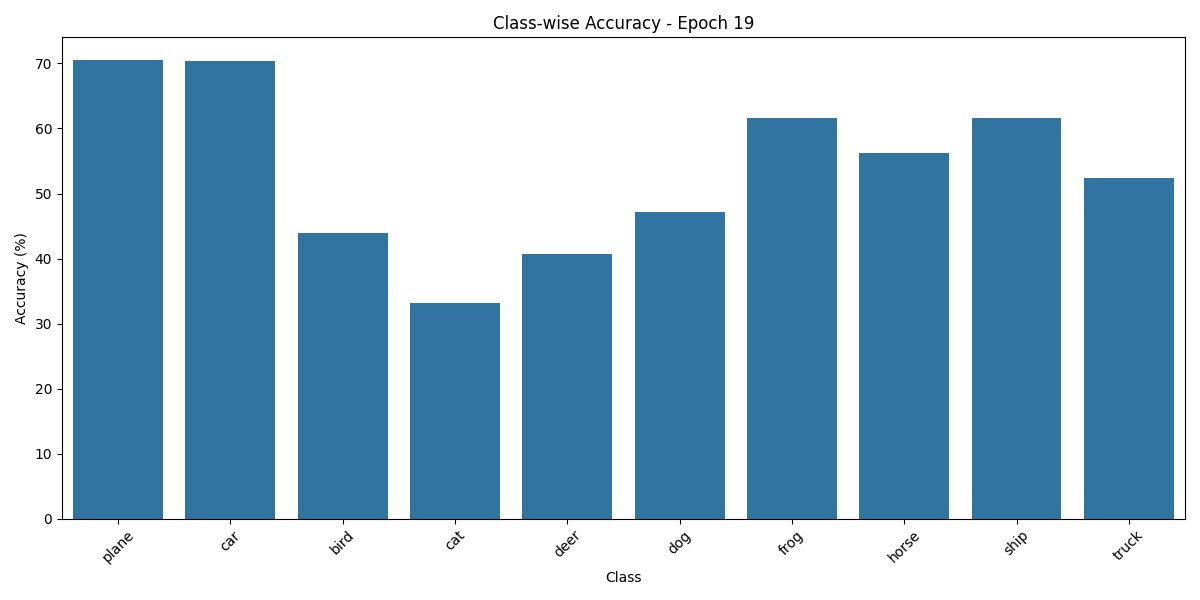 Class-wise Accuracy - Epoch 19
Accuracy (%)
70
60
50
40
30
20
10
0
plane
car
bird
cat
deer
dog
frog
horse
ship
truck
Class